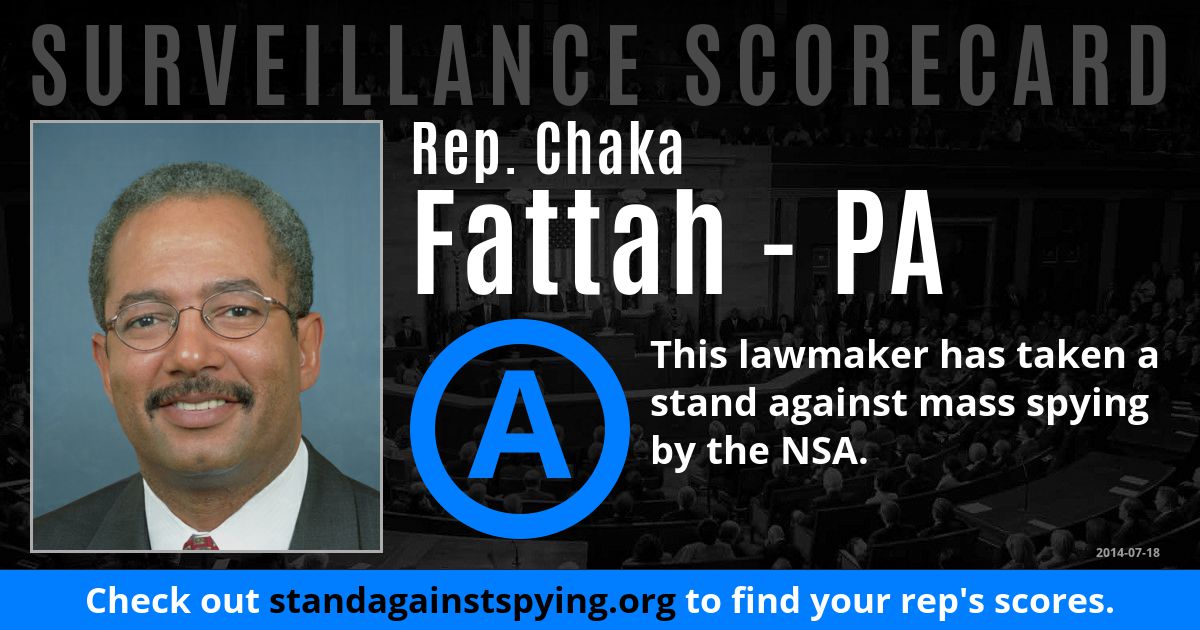 SURVEILLANCE SCORECARD
Rep. Chaka
Fattah - PA
A
This lawmaker has taken a
stand against mass spying
by the NSA.
2014-07-18
Check out standagainstspying.org to find your rep's scores.